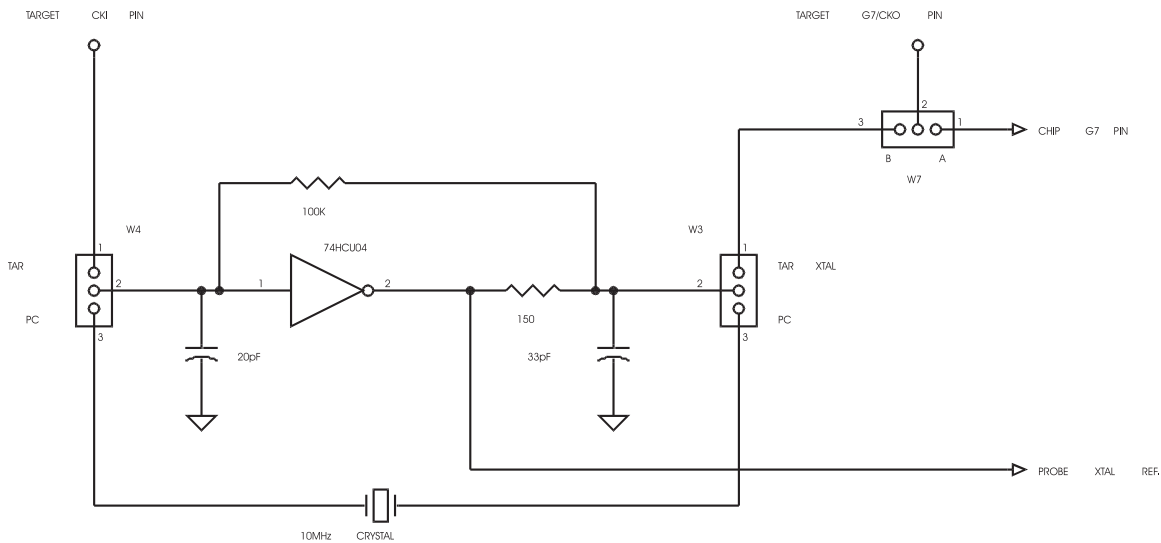 TARGET CKI PIN
TARGET G7/CKO PIN
2
3
1
CHIP G7 PIN
B
A
W7
100K
W4
W3
74HCU04
1
1
TAR
TAR XTAL
2
1
2
2
PC
150
PC
3
3
20pF
33pF
PROBE XTAL REF.
10MHz CRYSTAL